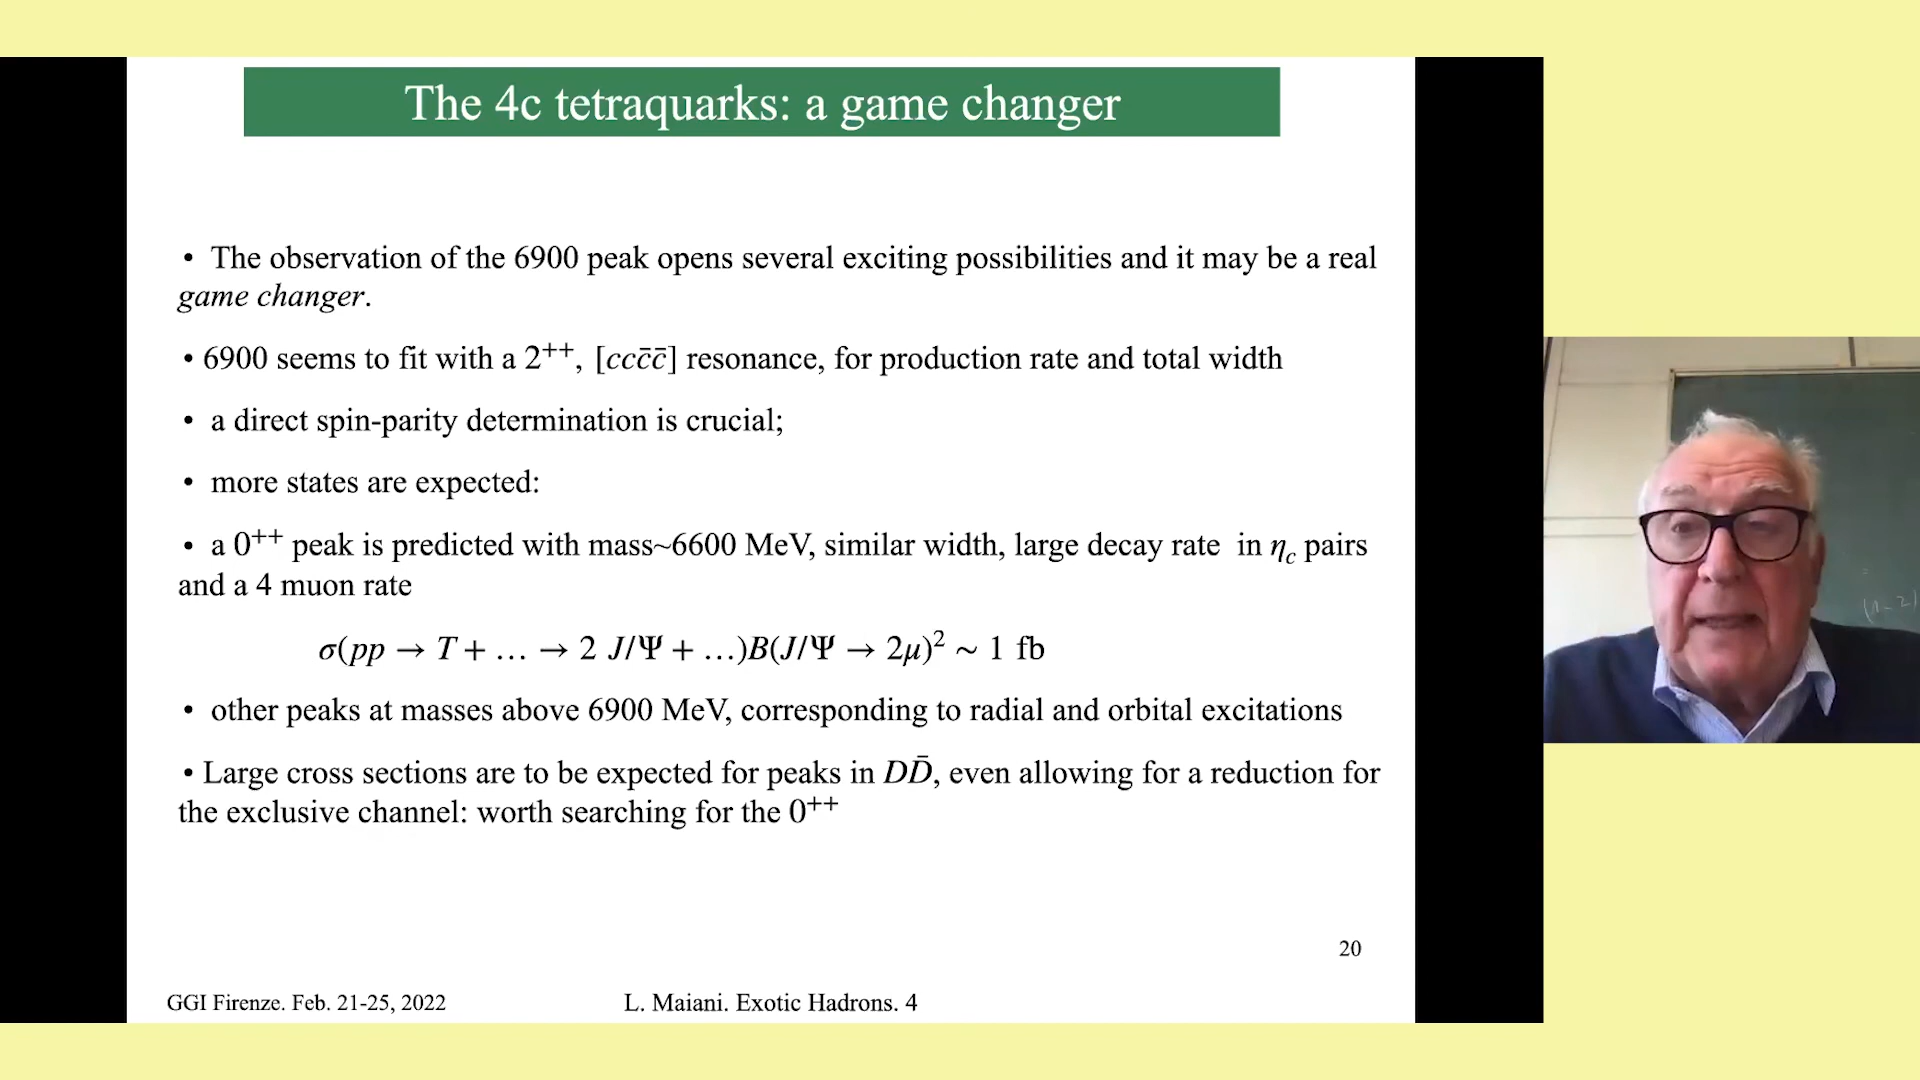 The 4c tetraquarks: a game changer
• The observation of the 6900 peak opens several exciting possibilities and it may be a real
game changer.
• 6900 seems to fit with a 2⁺⁺, [ccc̄c̄] resonance, for production rate and total width
• a direct spin-parity determination is crucial;
• more states are expected:
• a 0⁺⁺ peak is predicted with mass~6600 MeV, similar width, large decay rate in η_c pairs
and a 4 muon rate
σ(pp → T + … → 2 J/Ψ + …)B(J/Ψ → 2μ)² ∼ 1 fb
• other peaks at masses above 6900 MeV, corresponding to radial and orbital excitations
• Large cross sections are to be expected for peaks in DD̄, even allowing for a reduction for
the exclusive channel: worth searching for the 0⁺⁺
20
GGI Firenze. Feb. 21-25, 2022
L. Maiani. Exotic Hadrons. 4